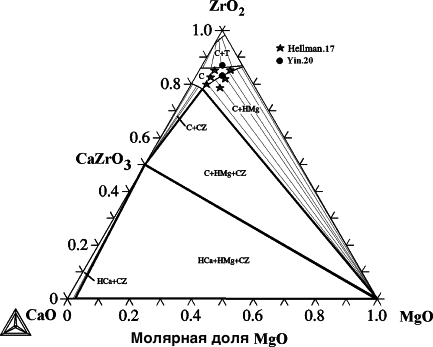 ZrO2
1.0
C+T
★ Hellman.17
● Yin.20
0.8
C
C+HMg
C+CZ
0.6
CaZrO3
C+HMg+CZ
0.4
0.2
HCa+HMg+CZ
HCa+CZ
0
CaO
MgO
0 0.2 0.4 0.6 0.8 1.0
Молярная доля MgO